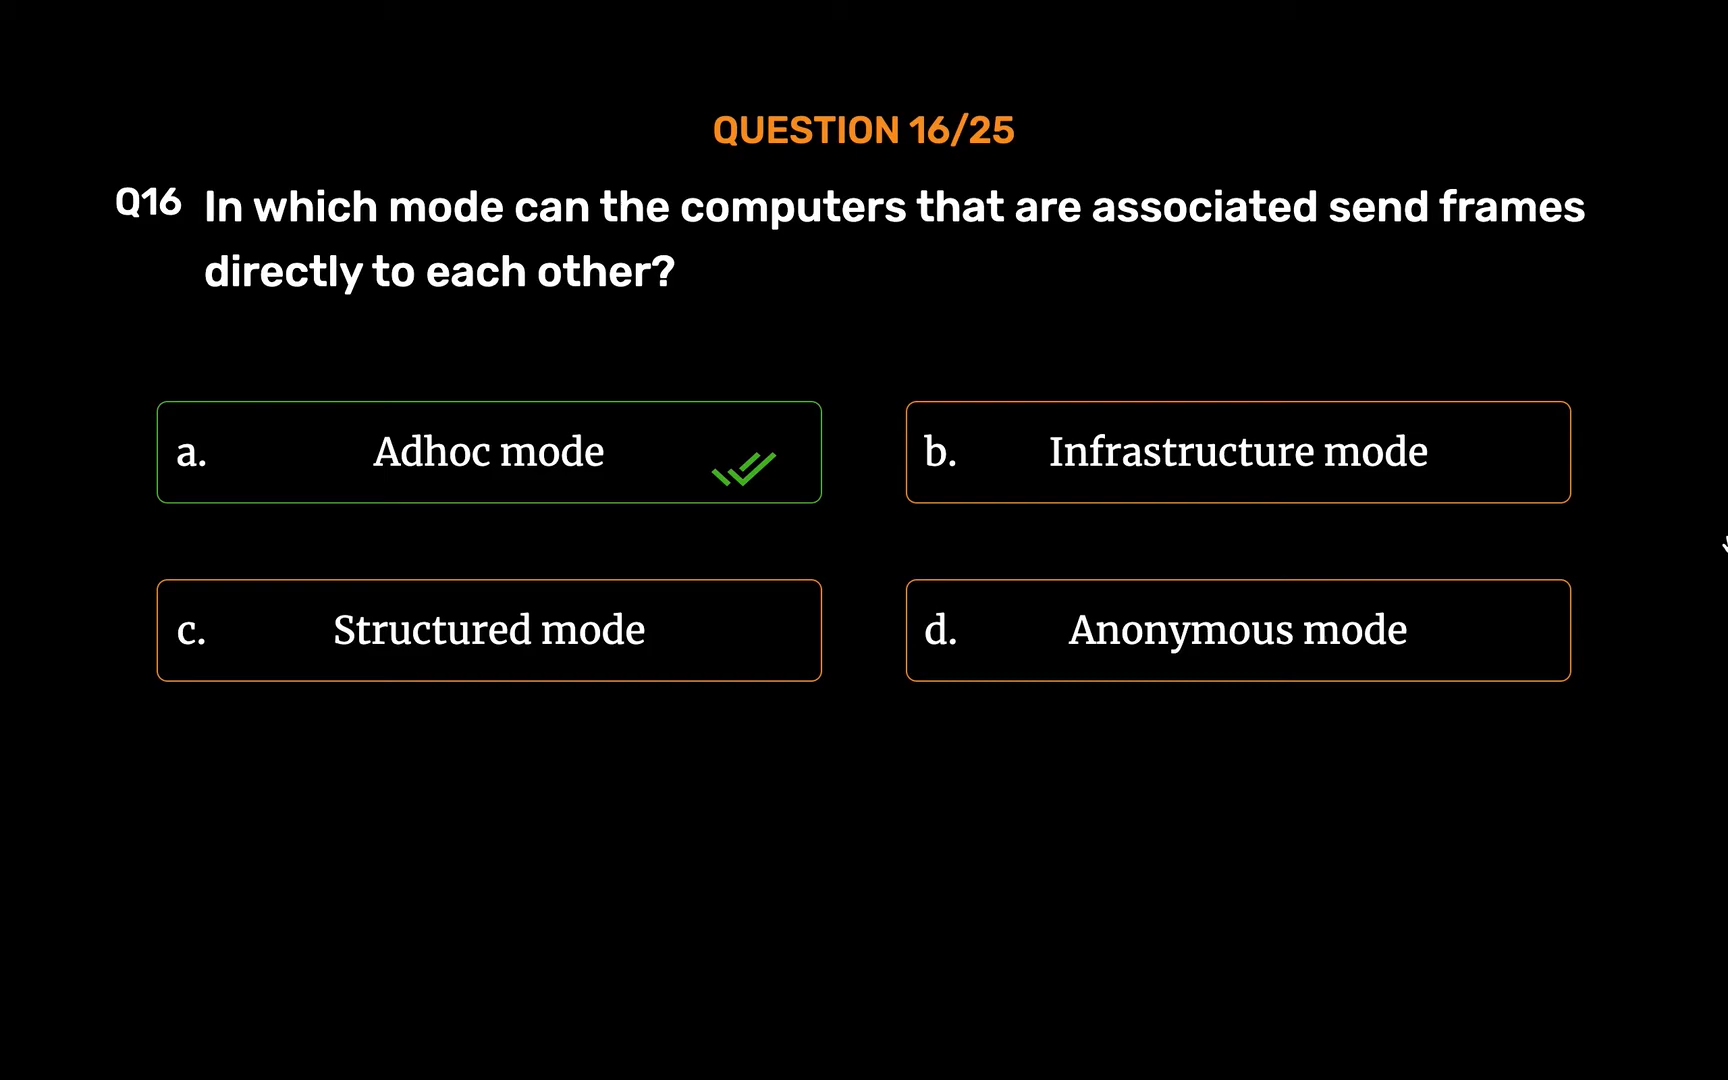 QUESTION 16/25
Q16 In which mode can the computers that are associated send frames
directly to each other?
a. Adhoc mode
b. Infrastructure mode
c. Structured mode
d. Anonymous mode